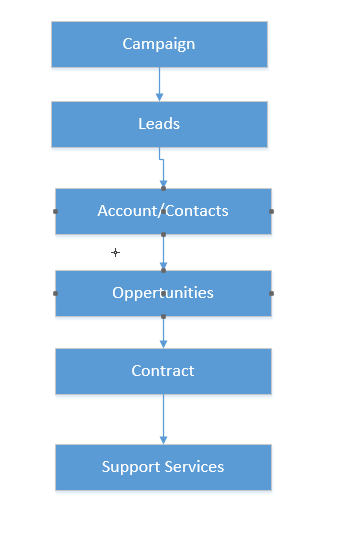 Campaign
Leads
Account/Contacts
Oppertunities
Contract
Support Services